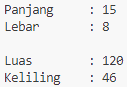 Panjang    : 15
Lebar      : 8

Luas       : 120
Keliling   : 46